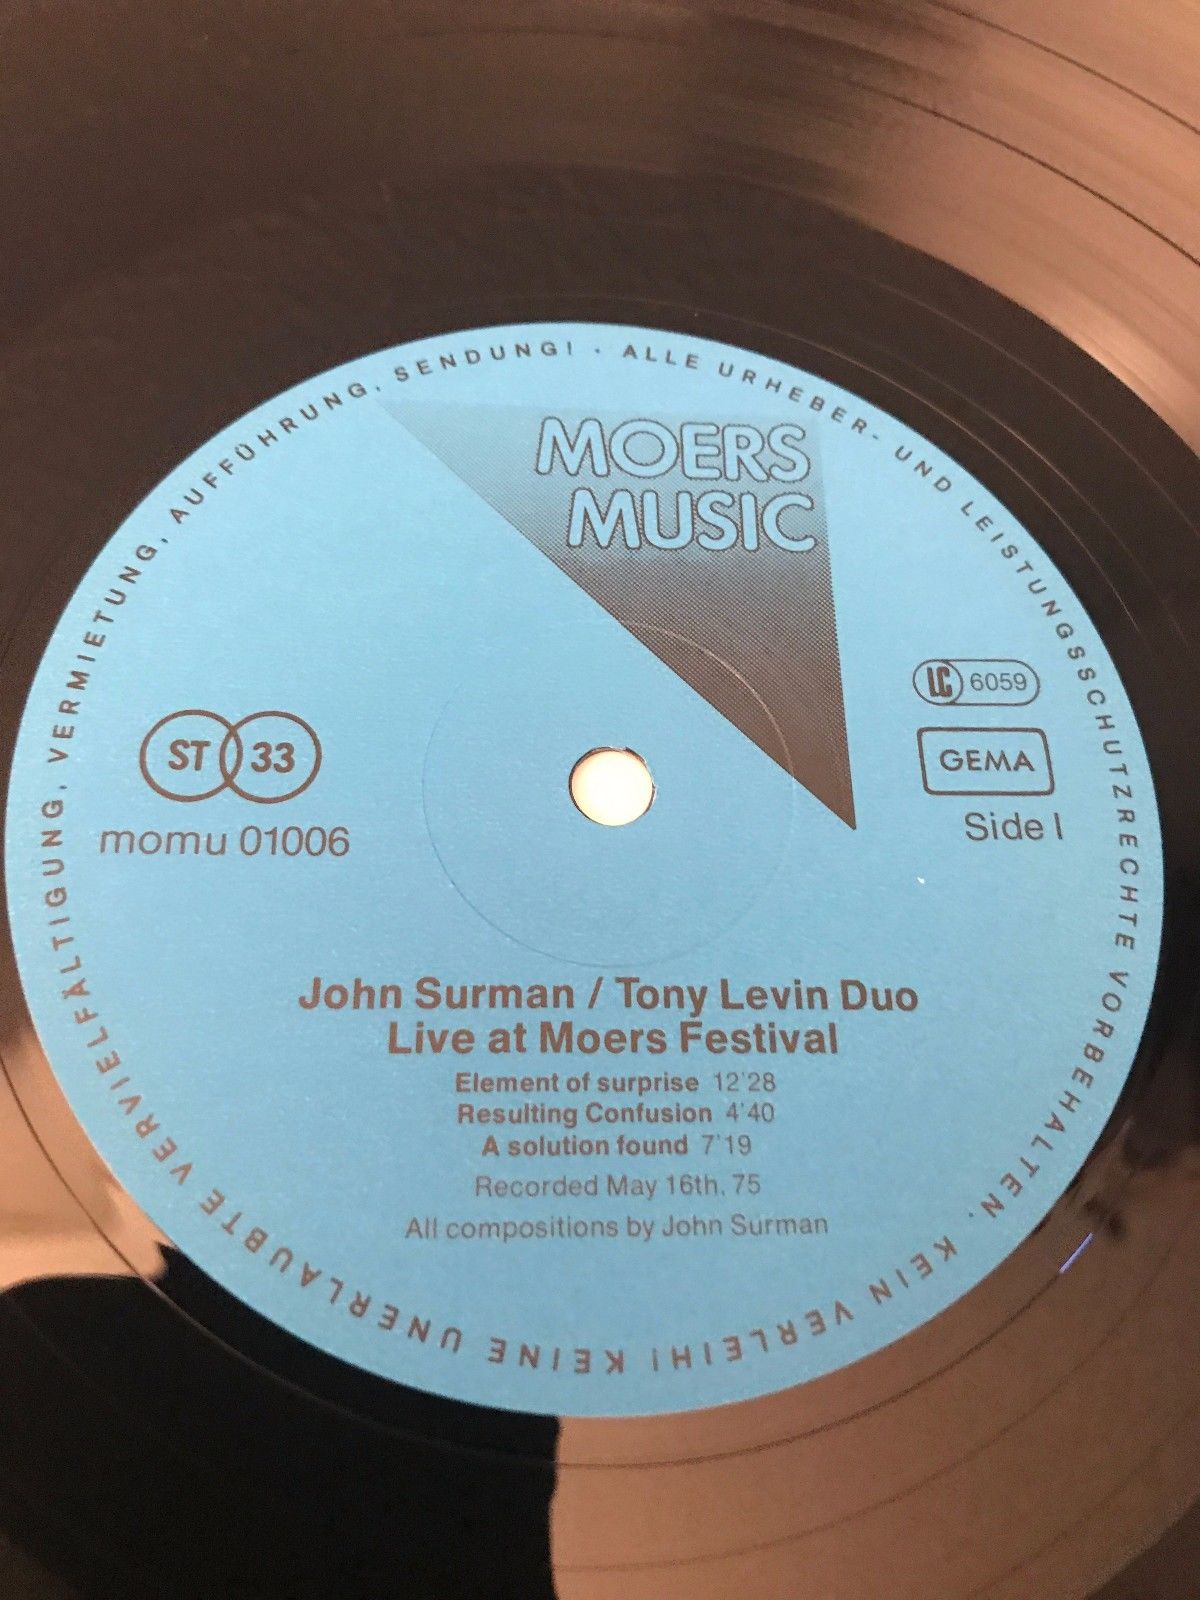 MOERS
MUSIC
LC 6059
GEMA
Side I
ST 33
momu 01006
John Surman / Tony Levin Duo
Live at Moers Festival
Element of surprise 12'28
Resulting Confusion 4'40
A solution found 7'19
Recorded May 16th, 75
All compositions by John Surman
ALLE URHEBER- UND LEISTUNGSSCHUTZRECHTE VORBEHALTEN. KEIN VERLEIH! KEINE UNERLAUBTE VERVIELFÄLTIGUNG, VERMIETUNG, AUFFÜHRUNG, SENDUNG! ·